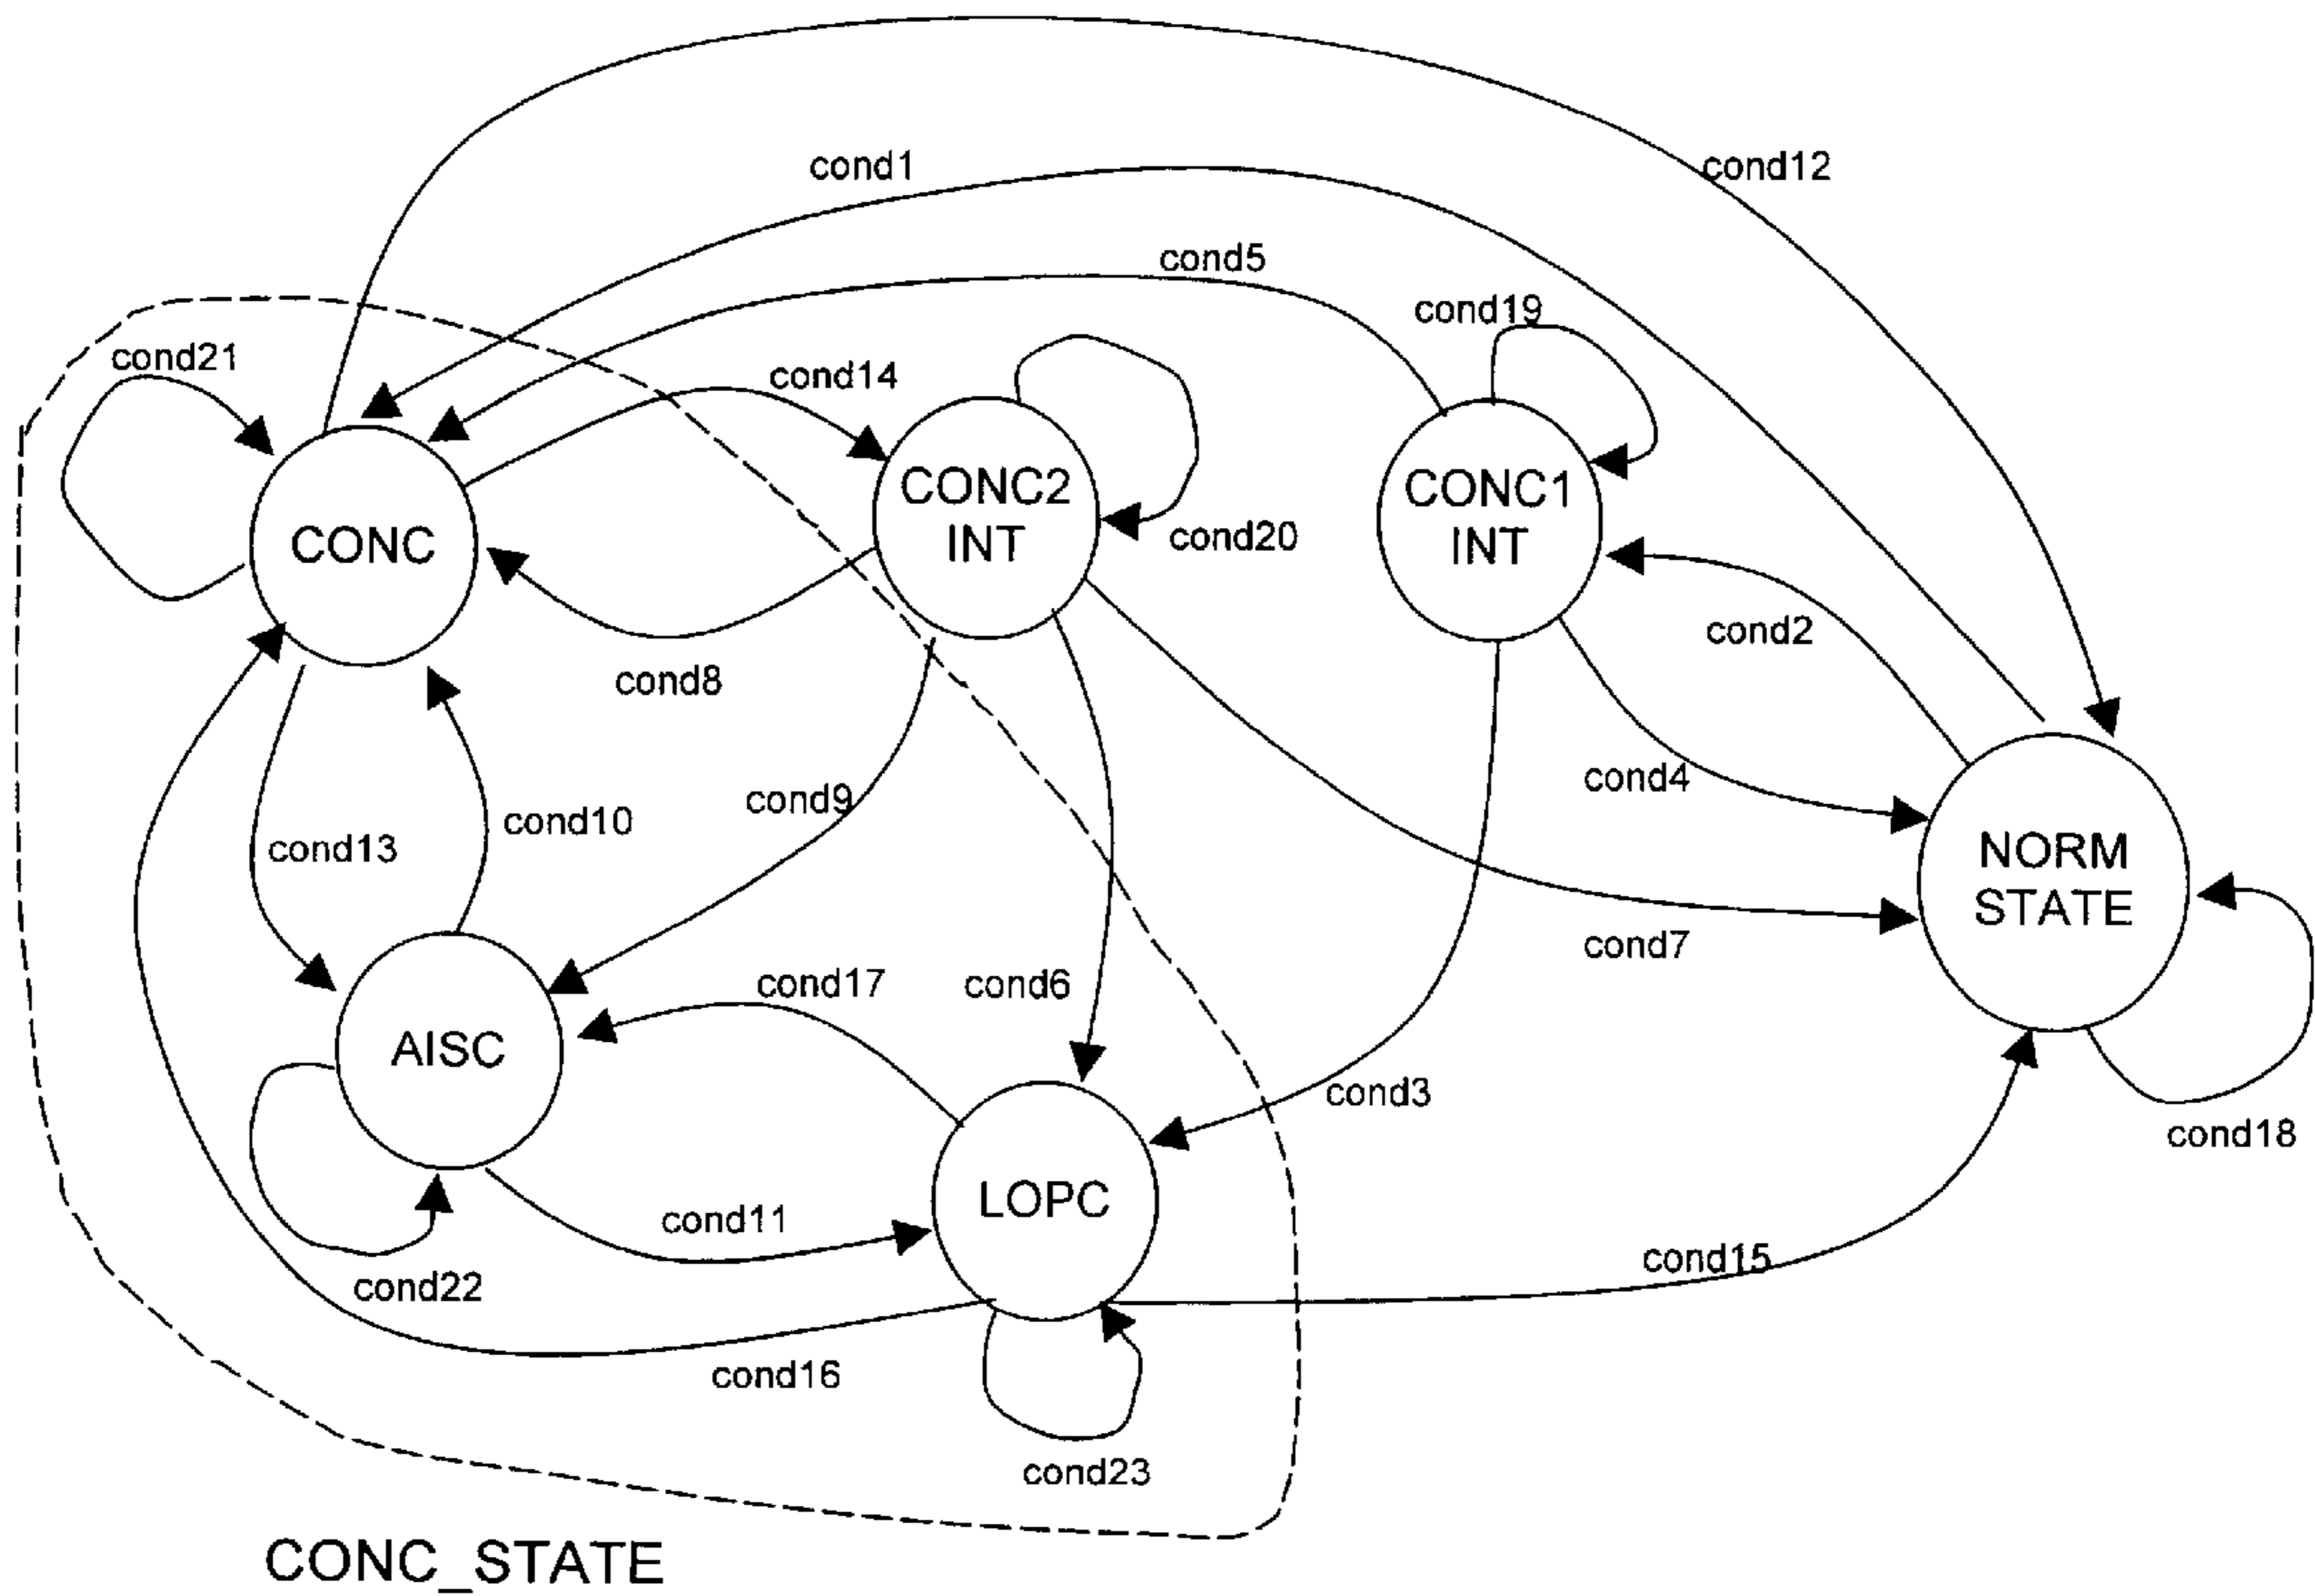 cond1
cond12
cond5
cond19
cond21
cond14
CONC2
INT
CONC1
INT
cond20
CONC
cond2
cond8
cond4
cond9
cond10
cond13
NORM
STATE
cond7
cond17
cond6
AISC
cond3
cond18
LOPC
cond11
cond15
cond22
cond16
cond23
CONC_STATE